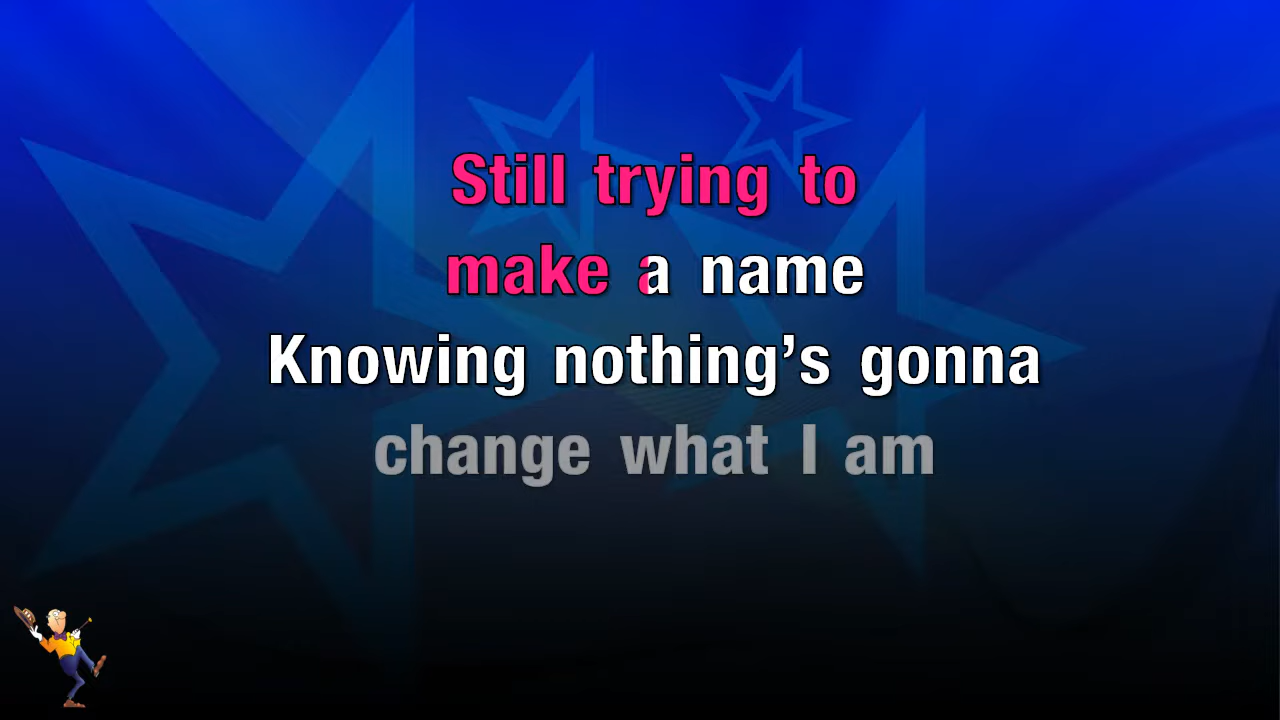 Still trying to
make a name
Knowing nothing’s gonna
change what I am